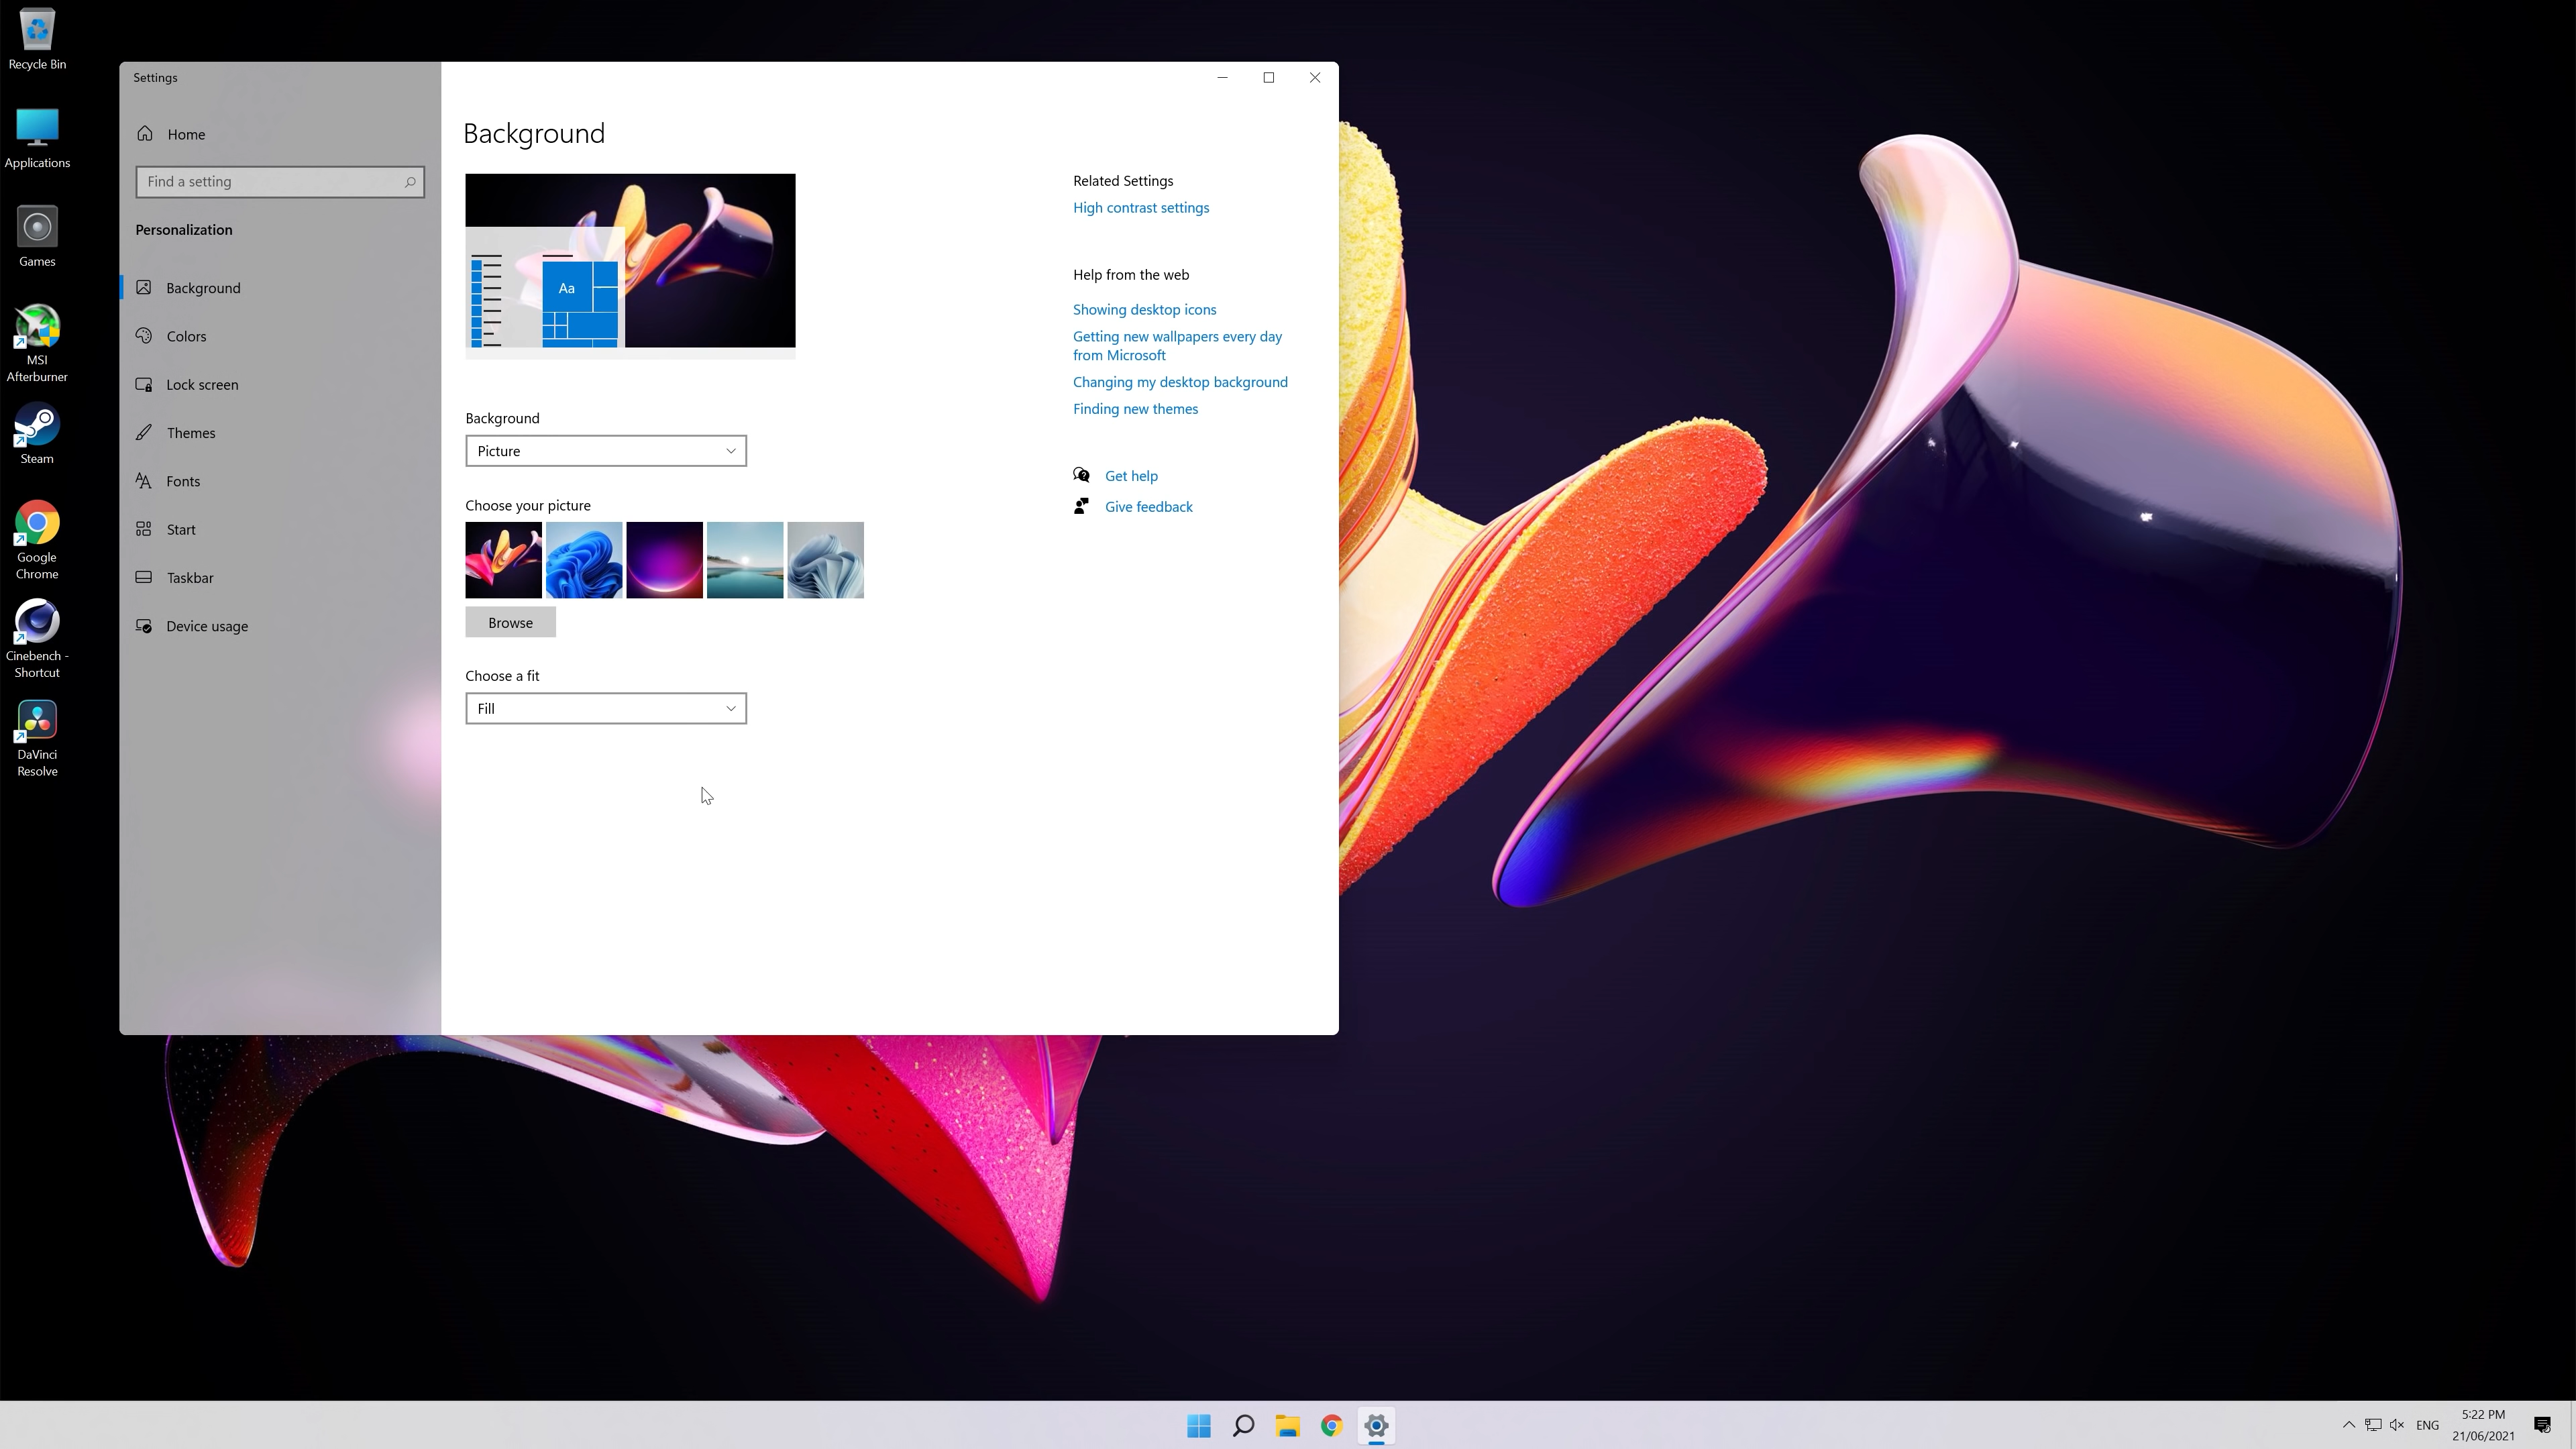 Recycle Bin
Applications
Games
MSI
Afterburner
Steam
Google
Chrome
Cinebench -
Shortcut
DaVinci
Resolve
Settings
Home
Find a setting
Personalization
Background
Colors
Lock screen
Themes
Fonts
Start
Taskbar
Device usage
Background
Aa
Background
Picture
Choose your picture
Browse
Choose a fit
Fill
Related Settings
High contrast settings
Help from the web
Showing desktop icons
Getting new wallpapers every day
from Microsoft
Changing my desktop background
Finding new themes
Get help
Give feedback
ENG
5:22 PM
21/06/2021